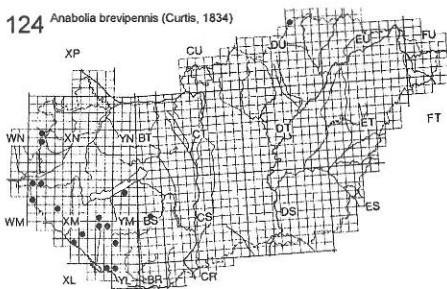 124 Anabolia brevipennis (Curtis, 1834)
XP CU DU EU FU
WN XN YN BT CT DT ET FT
WM XM YM BS CS DS ES
XL YL BR CR